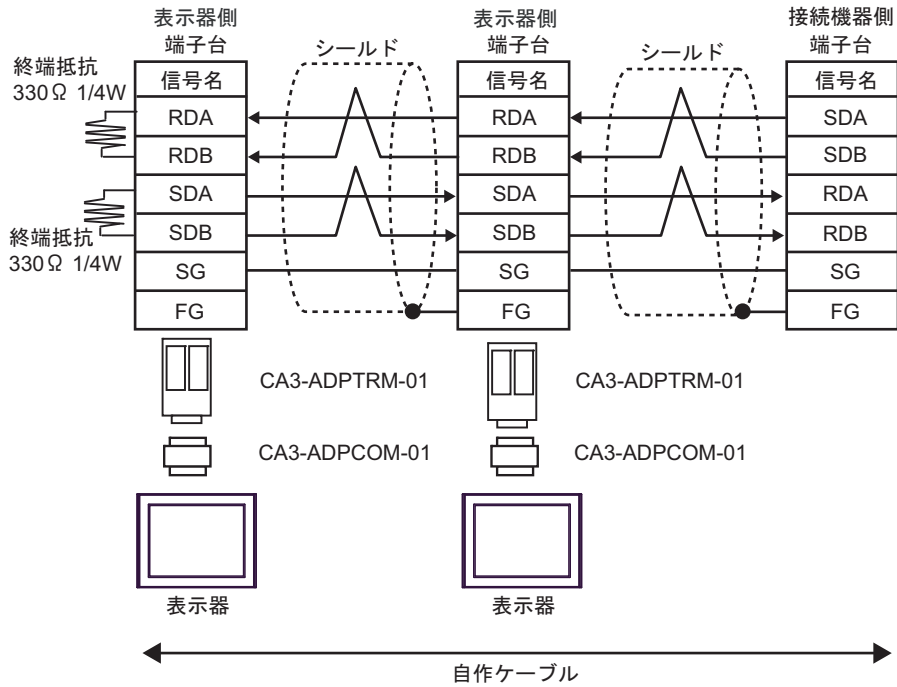 表示器側
端子台
シールド
表示器側
端子台
シールド
接続機器側
端子台
終端抵抗
330Ω 1/4W
終端抵抗
330Ω 1/4W
信号名
RDA
RDB
SDA
SDB
SG
FG
信号名
RDA
RDB
SDA
SDB
SG
FG
信号名
SDA
SDB
RDA
RDB
SG
FG
CA3-ADPTRM-01
CA3-ADPTRM-01
CA3-ADPCOM-01
CA3-ADPCOM-01
表示器
表示器
自作ケーブル